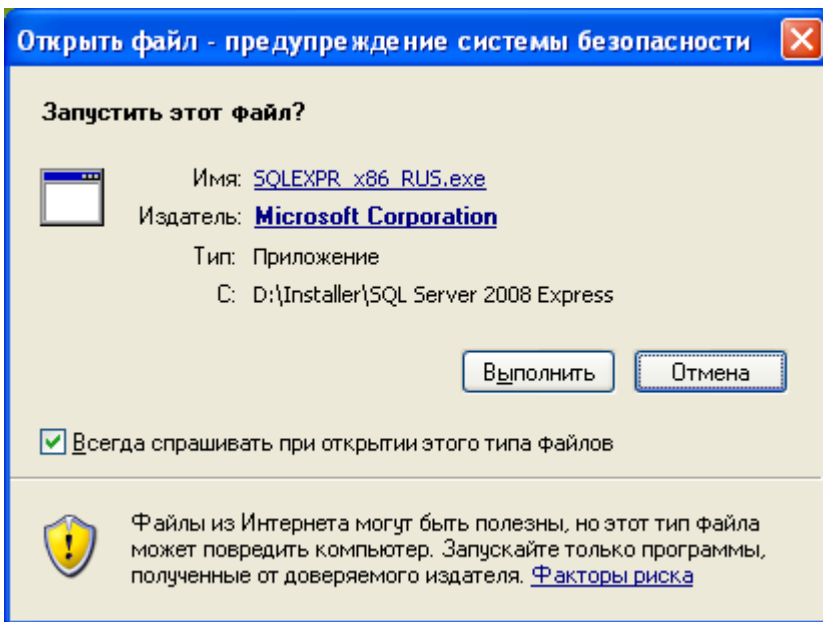 Открыть файл - предупреждение системы безопасности
Запустить этот файл?
Имя: SQLEXPR_x86_RUS.exe
Издатель: Microsoft Corporation
Тип: Приложение
С: D:\Installer\SQL Server 2008 Express
Выполнить Отмена
Всегда спрашивать при открытии этого типа файлов
Файлы из Интернета могут быть полезны, но этот тип файла
может повредить компьютер. Запускайте только программы,
полученные от доверяемого издателя. Факторы риска